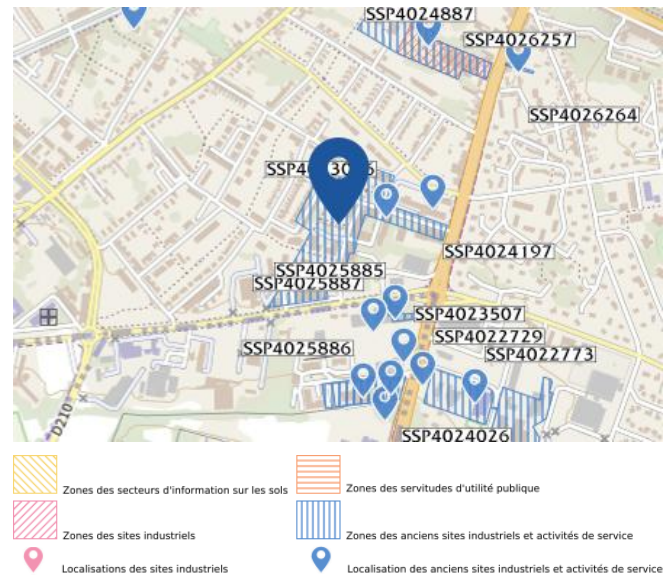 SSP4024887
SSP4026257
SSP4026264
SSP4024197
SSP4025885
SSP4025887
SSP4023507
SSP4022729
SSP4025886
SSP4022773
D210
SSP4024026
Zones des secteurs d'information sur les sols
Zones des servitudes d'utilité publique
Zones des sites industriels
Zones des anciens sites industriels et activités de service
Localisations des sites industriels
Localisation des anciens sites industriels et activités de service